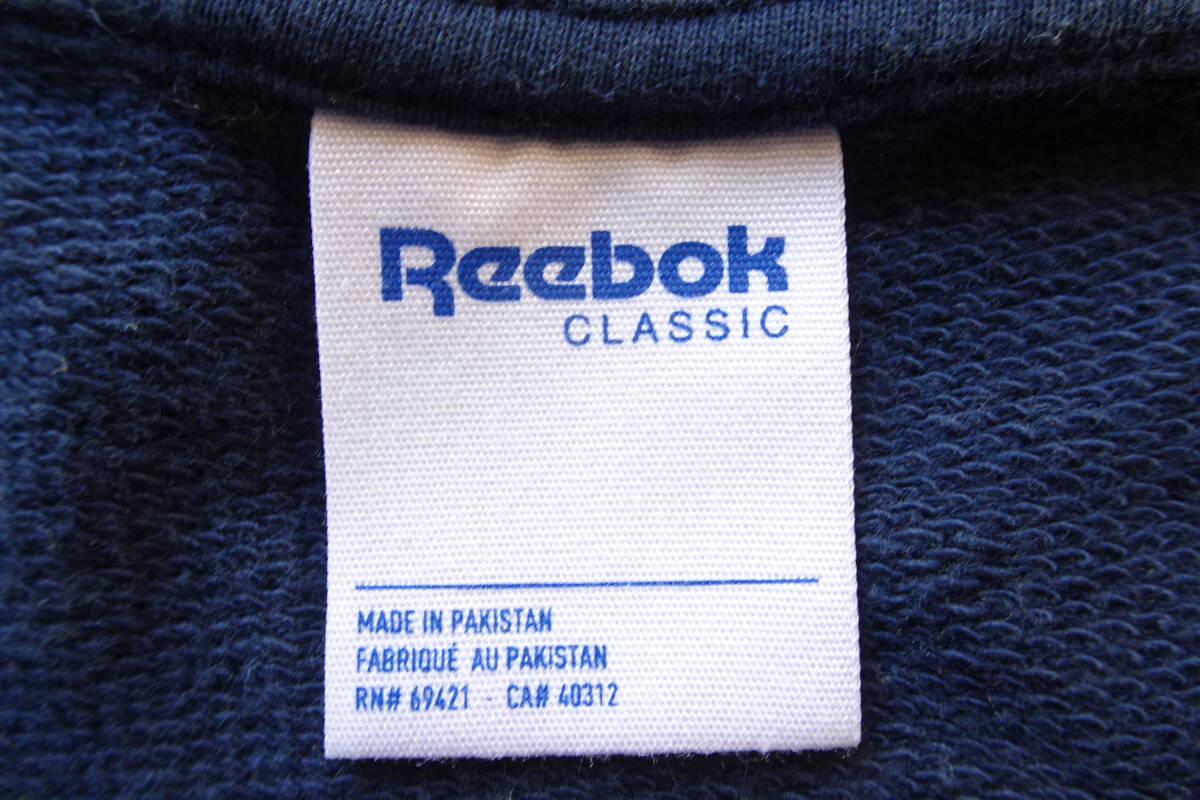 Reebok
CLASSIC
MADE IN PAKISTAN
FABRIQUÉ AU PAKISTAN
RN# 69421 - CA# 40312